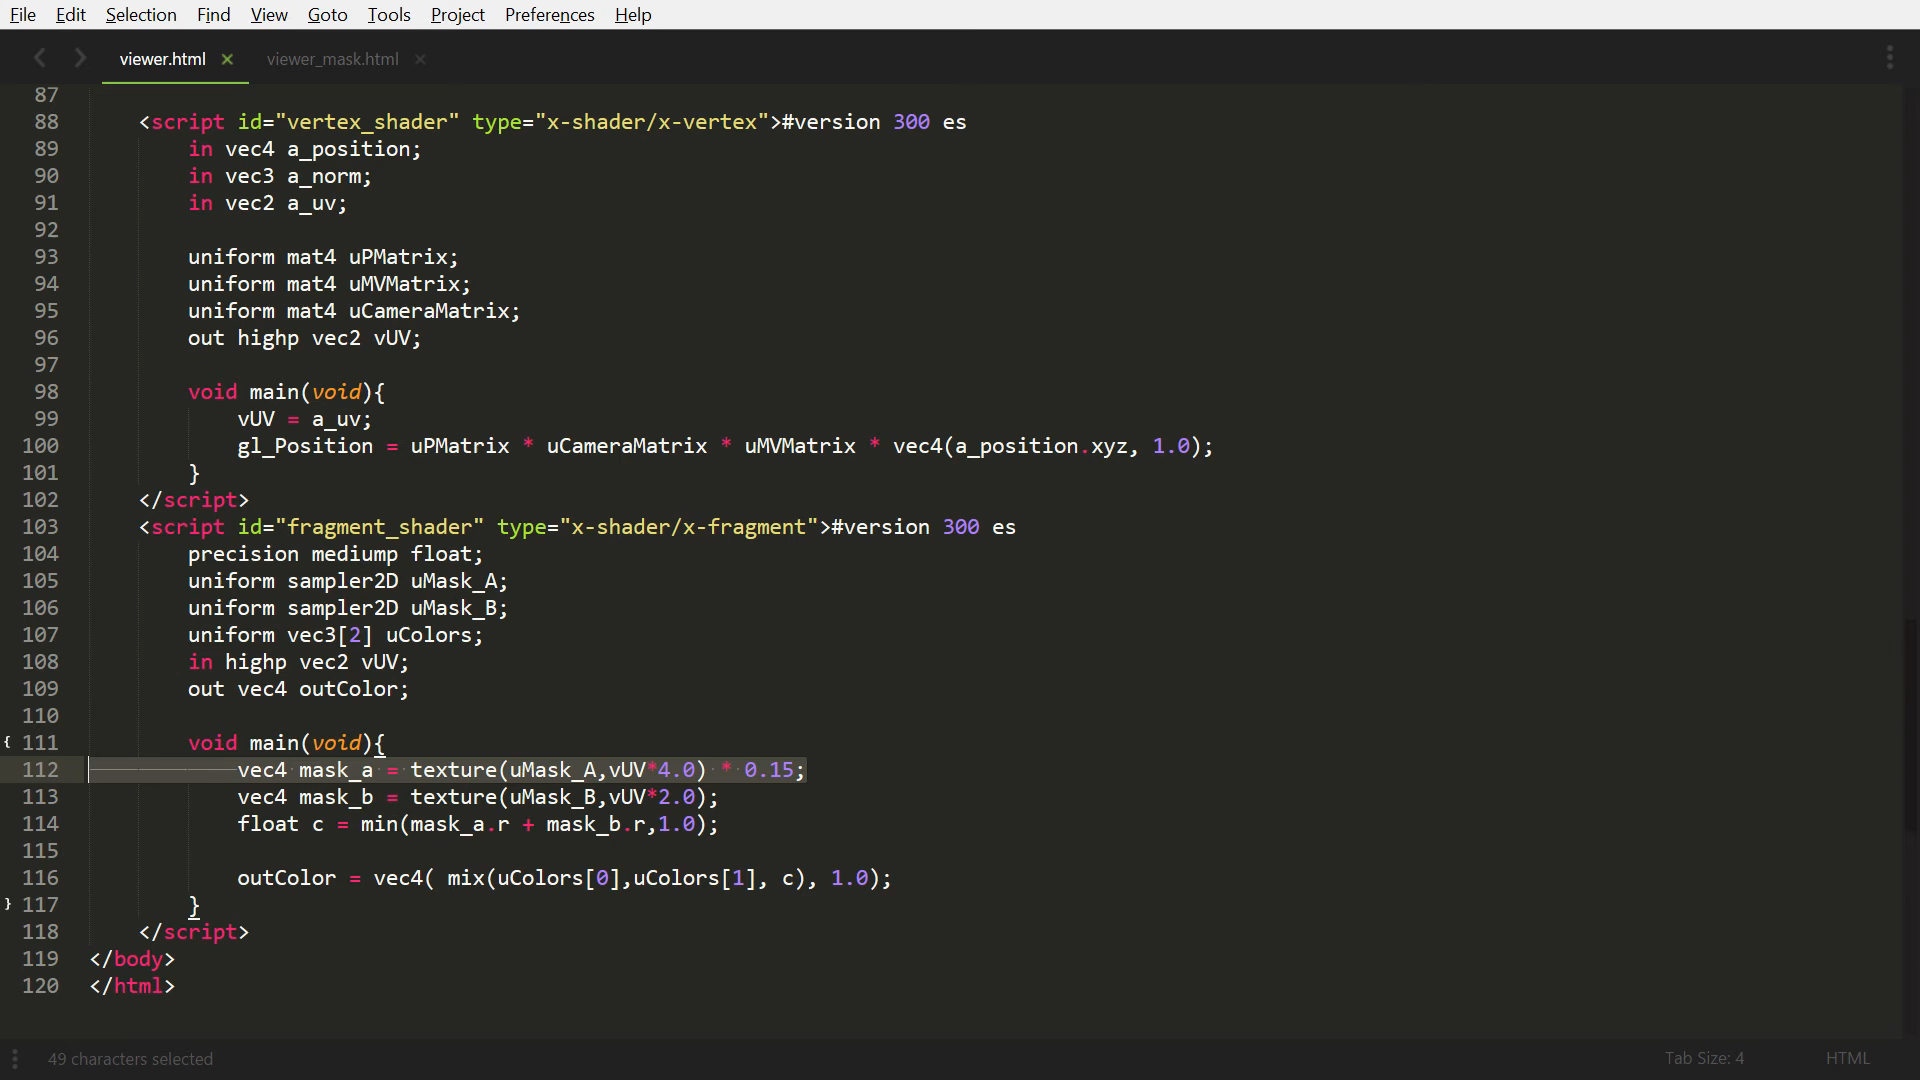 File Edit Selection Find View Goto Tools Project Preferences Help
viewer.html × viewer_mask.html ×
87
88 <script id="vertex_shader" type="x-shader/x-vertex">#version 300 es
89 in vec4 a_position;
90 in vec3 a_norm;
91 in vec2 a_uv;
92
93 uniform mat4 uPMatrix;
94 uniform mat4 uMVMatrix;
95 uniform mat4 uCameraMatrix;
96 out highp vec2 vUV;
97
98 void main(void){
99 vUV = a_uv;
100 gl_Position = uPMatrix * uCameraMatrix * uMVMatrix * vec4(a_position.xyz, 1.0);
101 }
102 </script>
103 <script id="fragment_shader" type="x-shader/x-fragment">#version 300 es
104 precision mediump float;
105 uniform sampler2D uMask_A;
106 uniform sampler2D uMask_B;
107 uniform vec3[2] uColors;
108 in highp vec2 vUV;
109 out vec4 outColor;
110
{ 111 void main(void){
112 vec4 mask_a = texture(uMask_A,vUV*4.0) * 0.15;
113 vec4 mask_b = texture(uMask_B,vUV*2.0);
114 float c = min(mask_a.r + mask_b.r,1.0);
115
116 outColor = vec4( mix(uColors[0],uColors[1], c), 1.0);
} 117 }
118 </script>
119 </body>
120 </html>
49 characters selected Tab Size: 4 HTML